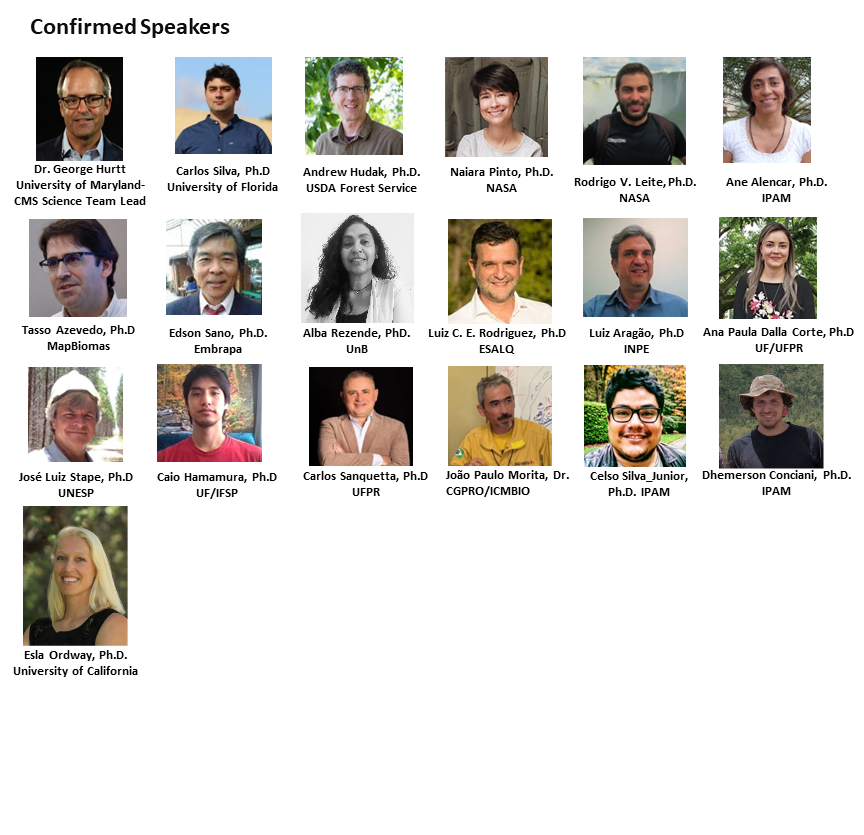 Confirmed Speakers
Dr. George Hurtt
University of Maryland-
CMS Science Team Lead
Carlos Silva, Ph.D
University of Florida
Andrew Hudak, Ph.D.
USDA Forest Service
Naiara Pinto, Ph.D.
NASA
Rodrigo V. Leite, Ph.D.
NASA
Ane Alencar, Ph.D.
IPAM
Tasso Azevedo, Ph.D
MapBiomas
Edson Sano, Ph.D.
Embrapa
Alba Rezende, PhD.
UnB
Luiz C. E. Rodriguez, Ph.D
ESALQ
Luiz Aragão, Ph.D
INPE
Ana Paula Dalla Corte, Ph.D
UF/UFPR
José Luiz Stape, Ph.D
UNESP
Caio Hamamura, Ph.D
UF/IFSP
Carlos Sanquetta, Ph.D
UFPR
João Paulo Morita, Dr.
CGPRO/ICMBIO
Celso Silva_Junior,
Ph.D. IPAM
Dhemerson Conciani, Ph.D.
IPAM
Esla Ordway, Ph.D.
University of California